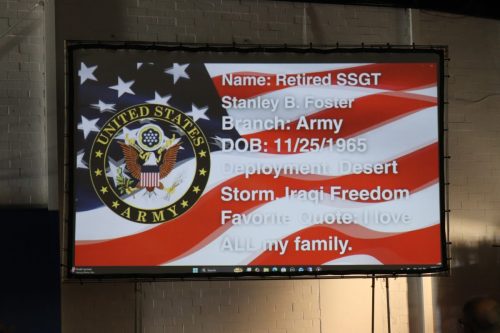 Name: Retired SSGT
Stanley B. Foster
Branch: Army
DOB: 11/25/1965
Deployment: Desert
Storm. Iraqi Freedom
Favorite Quote: I love
ALL my family.
UNITED STATES
ARMY
Search